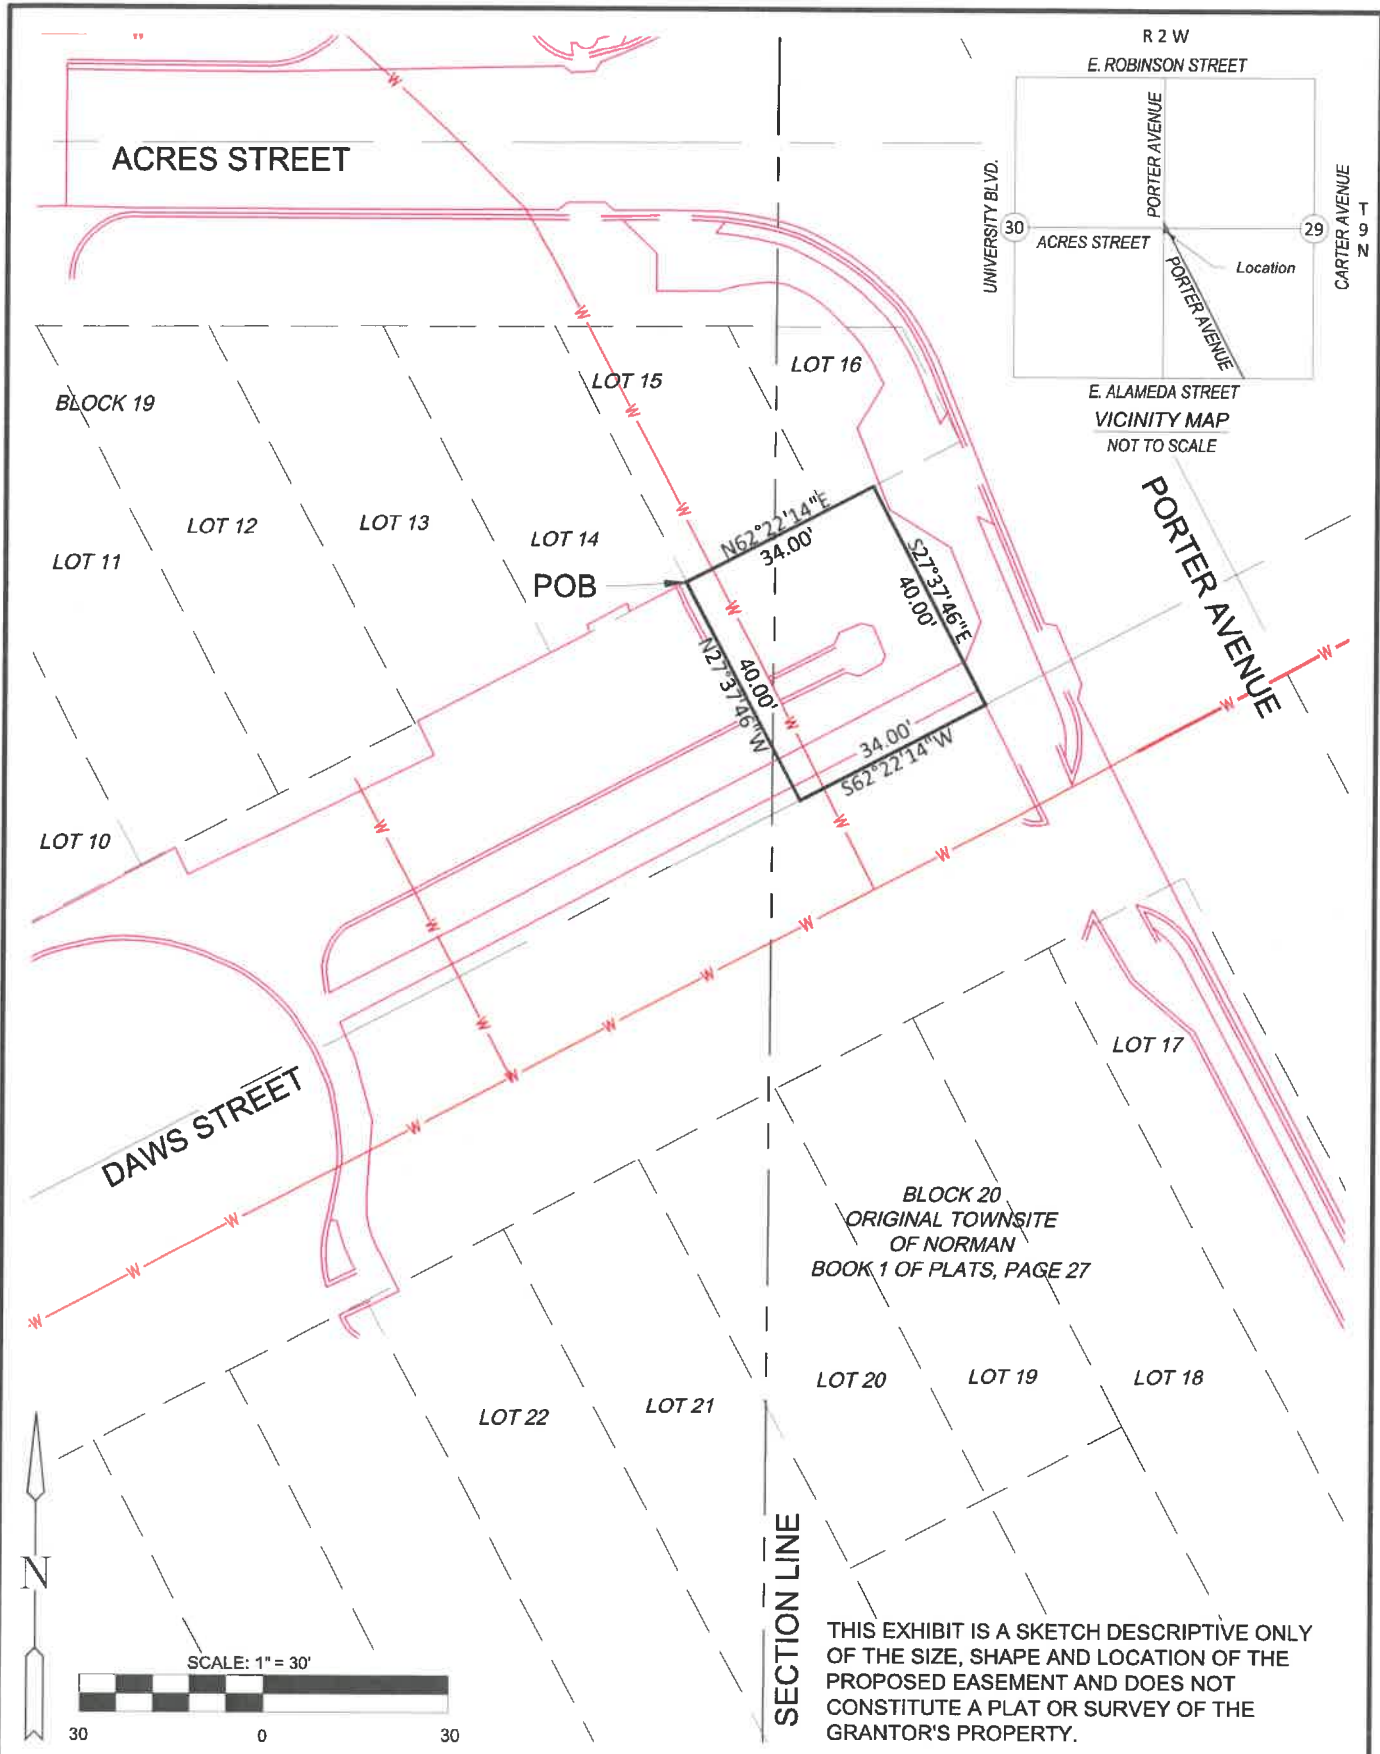 R 2 W
E. ROBINSON STREET
PORTER AVENUE
UNIVERSITY BLVD.
CARTER AVENUE
T
9
N
30
29
ACRES STREET
Location
PORTER AVENUE
E. ALAMEDA STREET
VICINITY MAP
NOT TO SCALE
ACRES STREET
W
W
W
W
W
W
W
BLOCK 19
LOT 16
LOT 15
LOT 14
LOT 13
LOT 12
LOT 11
LOT 10
POB
N62°22'14"E
34.00'
S27°37'46"E
40.00'
N27°37'46"W
40.00'
34.00'
S62°22'14"W
PORTER AVENUE
W
W
W
W
W
W
W
W
W
W
W
W
W
W
DAWS STREET
LOT 17
BLOCK 20
ORIGINAL TOWNSITE
OF NORMAN
BOOK 1 OF PLATS, PAGE 27
LOT 22
LOT 21
LOT 20
LOT 19
LOT 18
N
SCALE: 1" = 30'
30 0 30
SECTION LINE
THIS EXHIBIT IS A SKETCH DESCRIPTIVE ONLY
OF THE SIZE, SHAPE AND LOCATION OF THE
PROPOSED EASEMENT AND DOES NOT
CONSTITUTE A PLAT OR SURVEY OF THE
GRANTOR'S PROPERTY.